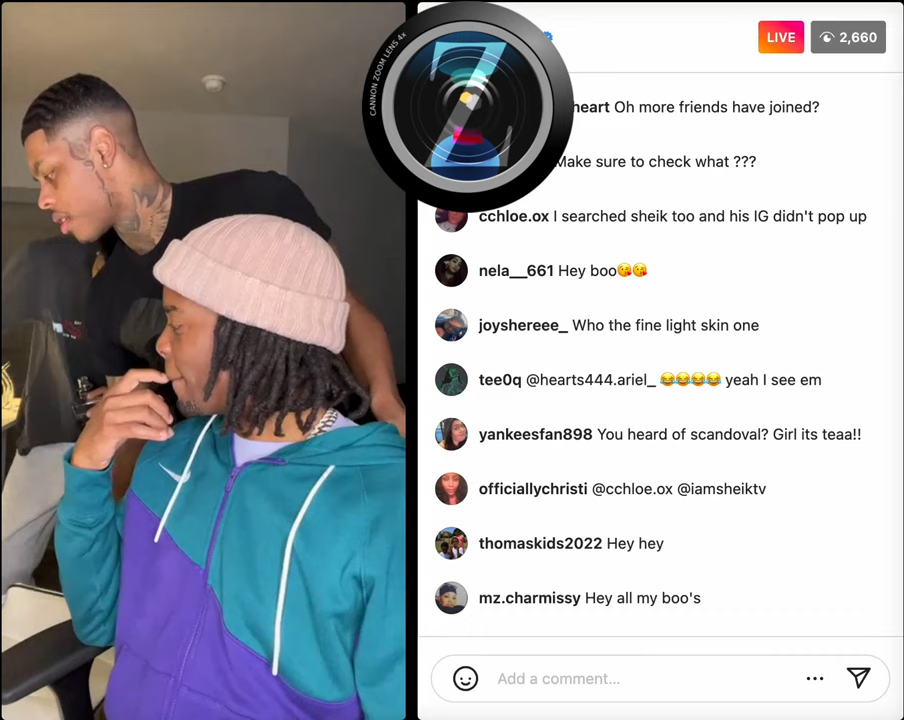 CANNON ZOOM LENS 4x
Z
LIVE 2,660
heart Oh more friends have joined?
Make sure to check what ???
cchloe.ox I searched sheik too and his IG didn't pop up
nela__661 Hey boo😘😘
joyshereee_ Who the fine light skin one
tee0q @hearts444.ariel_ 😂😂😂😂 yeah I see em
yankeesfan898 You heard of scandoval? Girl its teaa!!
officiallychristi @cchloe.ox @iamsheiktv
thomaskids2022 Hey hey
mz.charmissy Hey all my boo's
Add a comment...